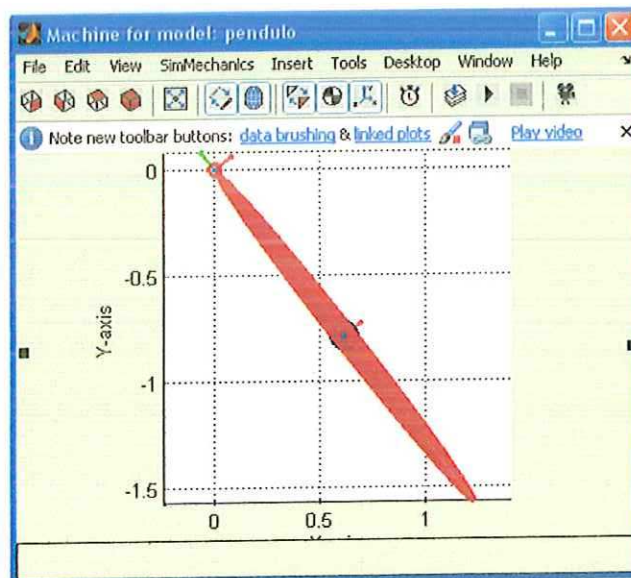 Machine for model: pendulo
File Edit View SimMechanics Insert Tools Desktop Window Help
Note new toolbar buttons: data brushing & linked plots Play video
0
-0.5
Y-axis
-1
-1.5
0 0.5 1